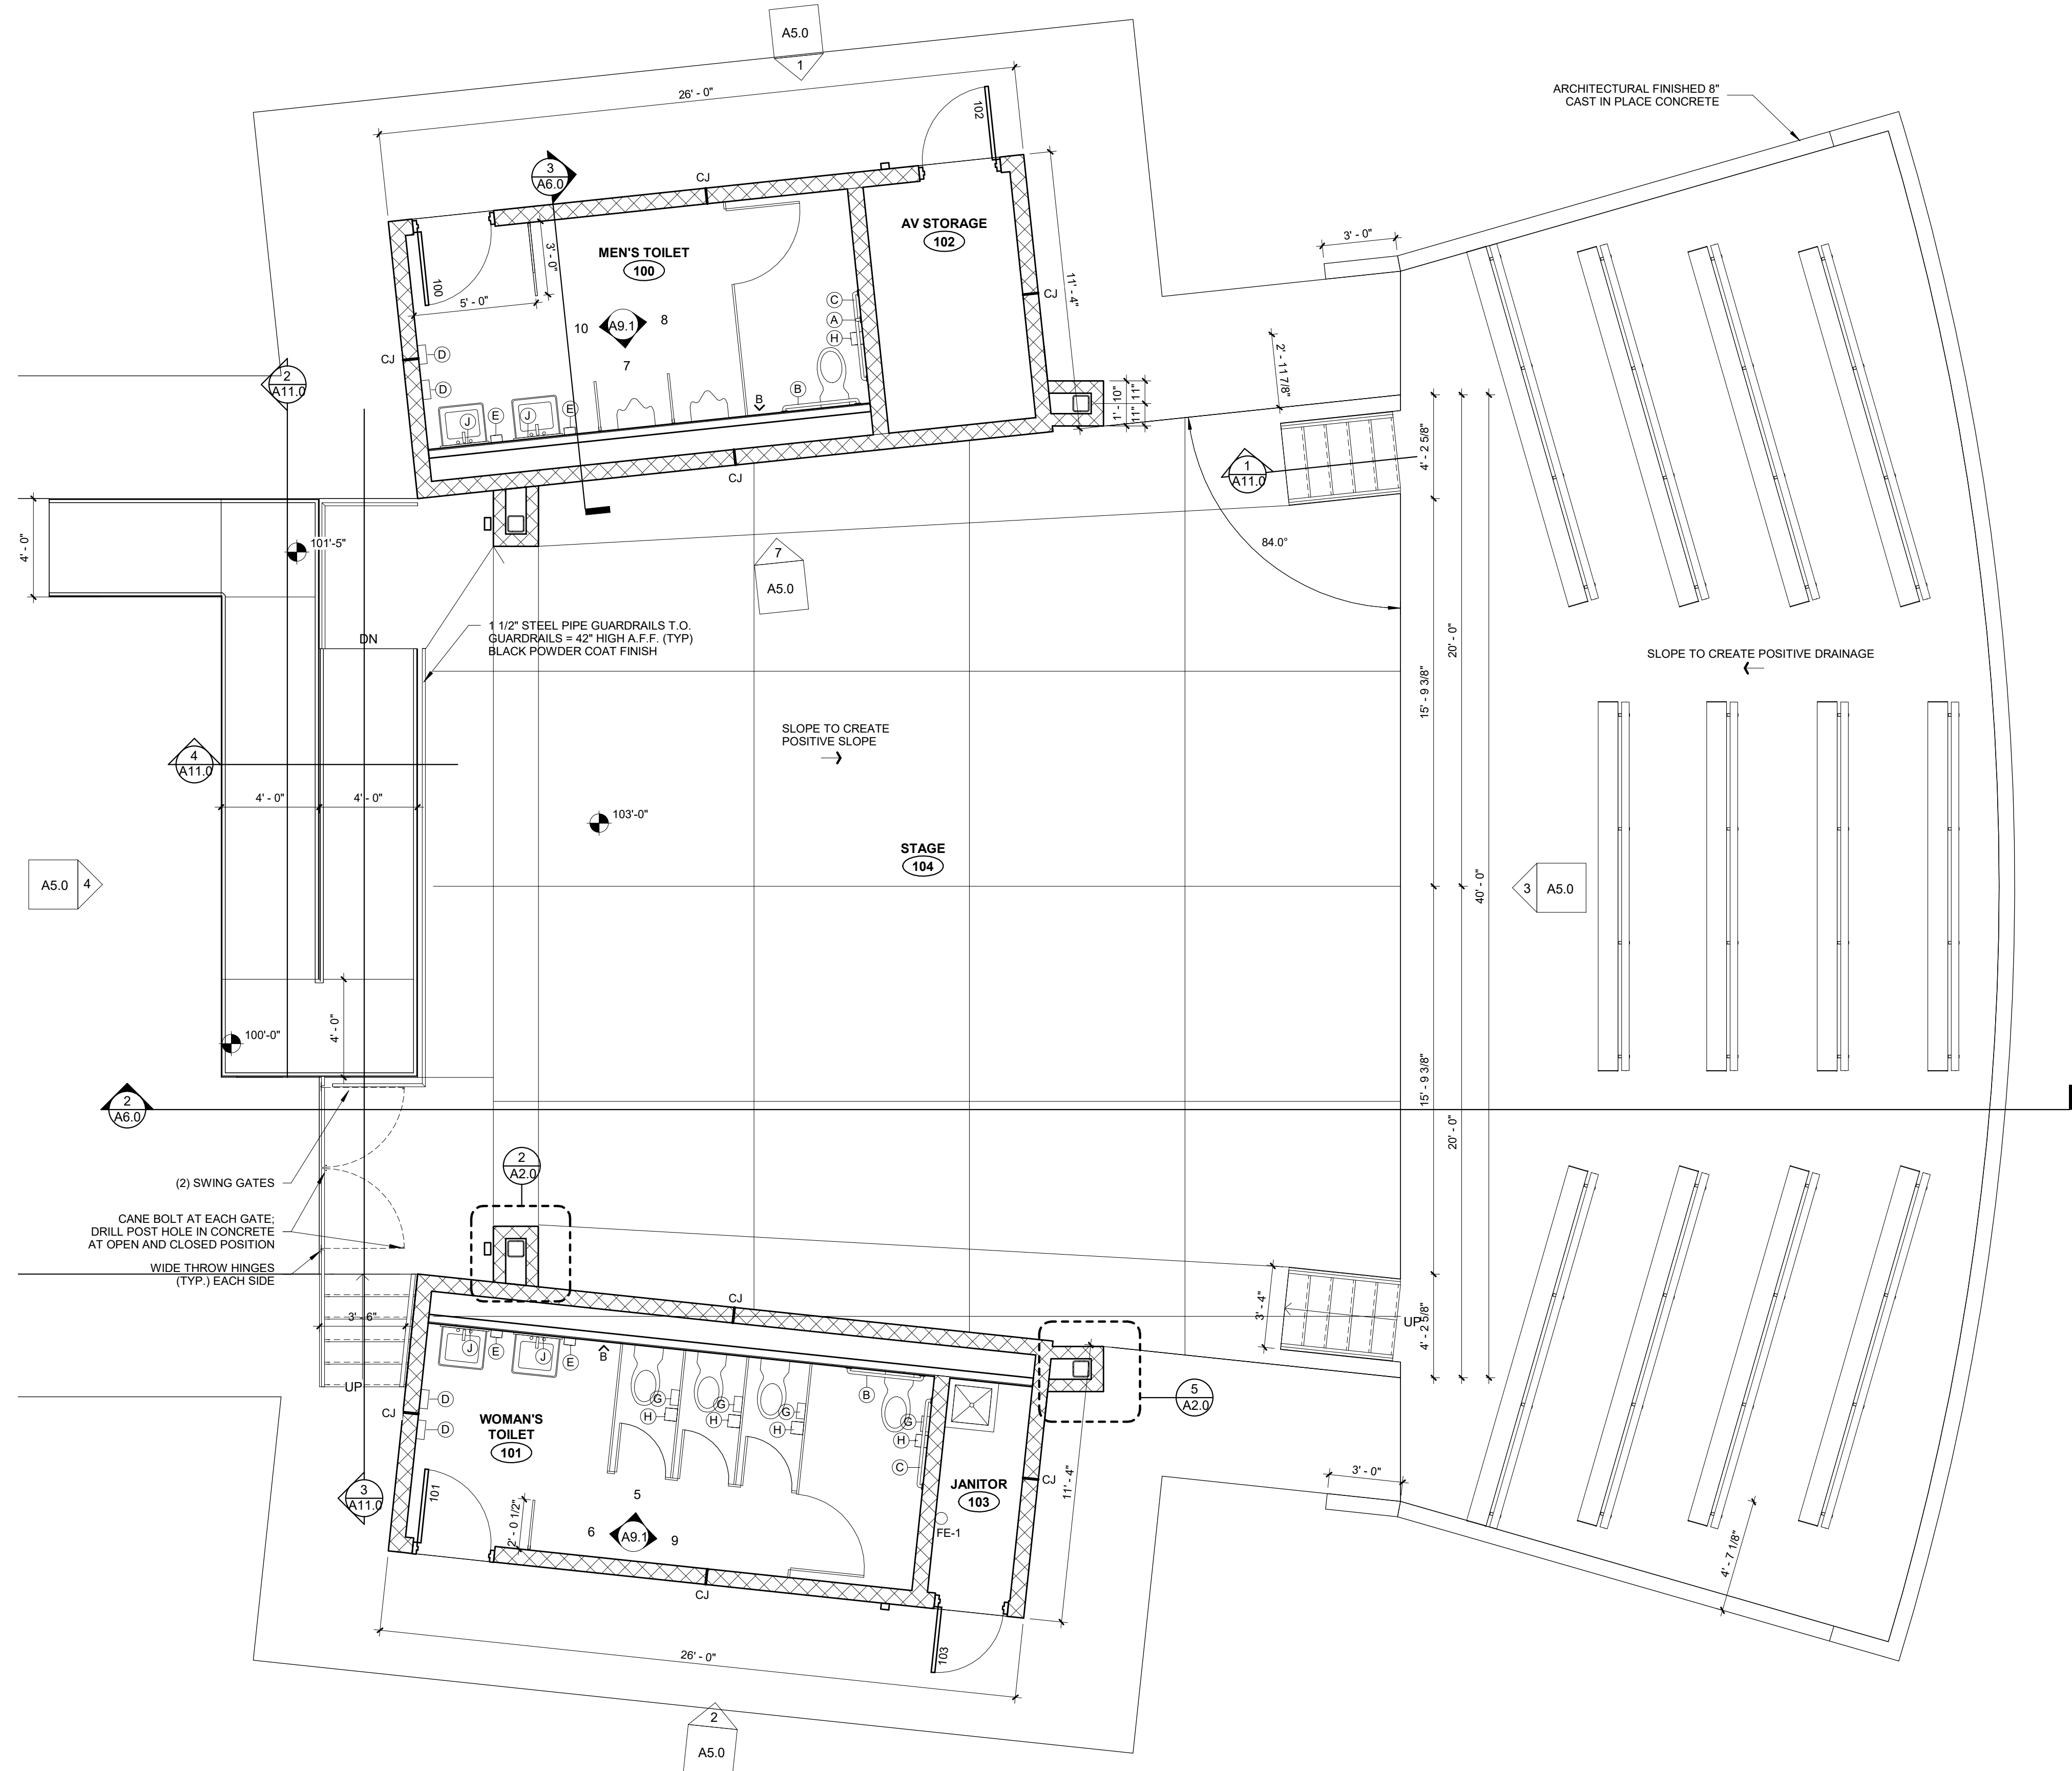 A5.0
1
ARCHITECTURAL FINISHED 8"
CAST IN PLACE CONCRETE
26' - 0"
102
3
A6.0
CJ
AV STORAGE
102
MEN'S TOILET
100
3' - 0"
3' - 0"
100
5' - 0"
11' - 4"
CJ
C
A
H
10
A9.1
8
7
2' - 11 7/8"
CJ
D
D
2
A11.0
B
B
J
E
J
E
1' - 10"
11"
11"
4' - 2 5/8"
1
A11.0
CJ
4' - 0"
101'-5"
84.0°
7
A5.0
1 1/2" STEEL PIPE GUARDRAILS T.O.
GUARDRAILS = 42" HIGH A.F.F. (TYP)
BLACK POWDER COAT FINISH
DN
20' - 0"
SLOPE TO CREATE POSITIVE DRAINAGE
15' - 9 3/8"
SLOPE TO CREATE
POSITIVE SLOPE
4
A11.0
4' - 0"
4' - 0"
103'-0"
STAGE
104
A5.0
4
40' - 0"
3
A5.0
4' - 0"
100'-0"
15' - 9 3/8"
2
A6.0
20' - 0"
2
A2.0
(2) SWING GATES
CANE BOLT AT EACH GATE;
DRILL POST HOLE IN CONCRETE
AT OPEN AND CLOSED POSITION
WIDE THROW HINGES
(TYP.) EACH SIDE
CJ
3' - 6"
3' - 4"
UP
4' - 2 5/8"
J
E
J
E
B
UP
D
D
CJ
G
H
G
H
G
H
B
G
H
C
5
A2.0
WOMAN'S
TOILET
101
JANITOR
103
CJ
3' - 0"
11' - 4"
3
A11.0
101
2' - 0 1/2"
5
6
A9.1
9
FE-1
4' - 7 1/8"
CJ
103
26' - 0"
2
A5.0